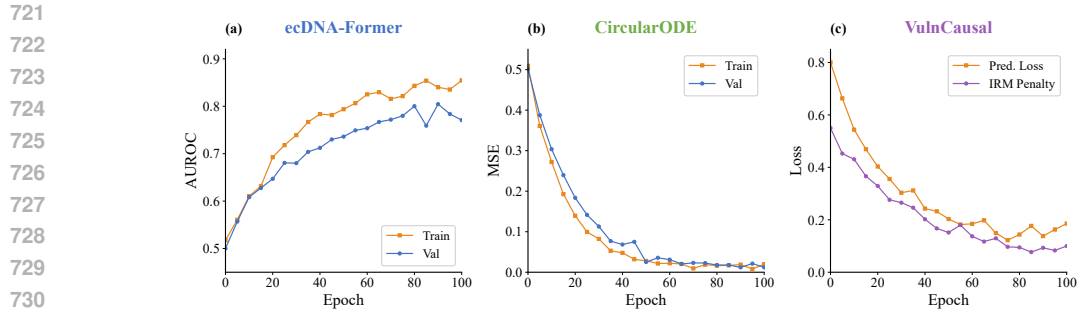 721
722
723
724
725
726
727
728
729
730
(a) ecDNA-Former
0.9
0.8
0.7
0.6
0.5
AUROC
Train
Val
0 20 40 60 80 100
Epoch
(b) CircularODE
0.5
0.4
0.3
0.2
0.1
0.0
MSE
Train
Val
0 20 40 60 80 100
Epoch
(c) VulnCausal
0.8
0.6
0.4
0.2
0.0
Loss
Pred. Loss
IRM Penalty
0 20 40 60 80 100
Epoch